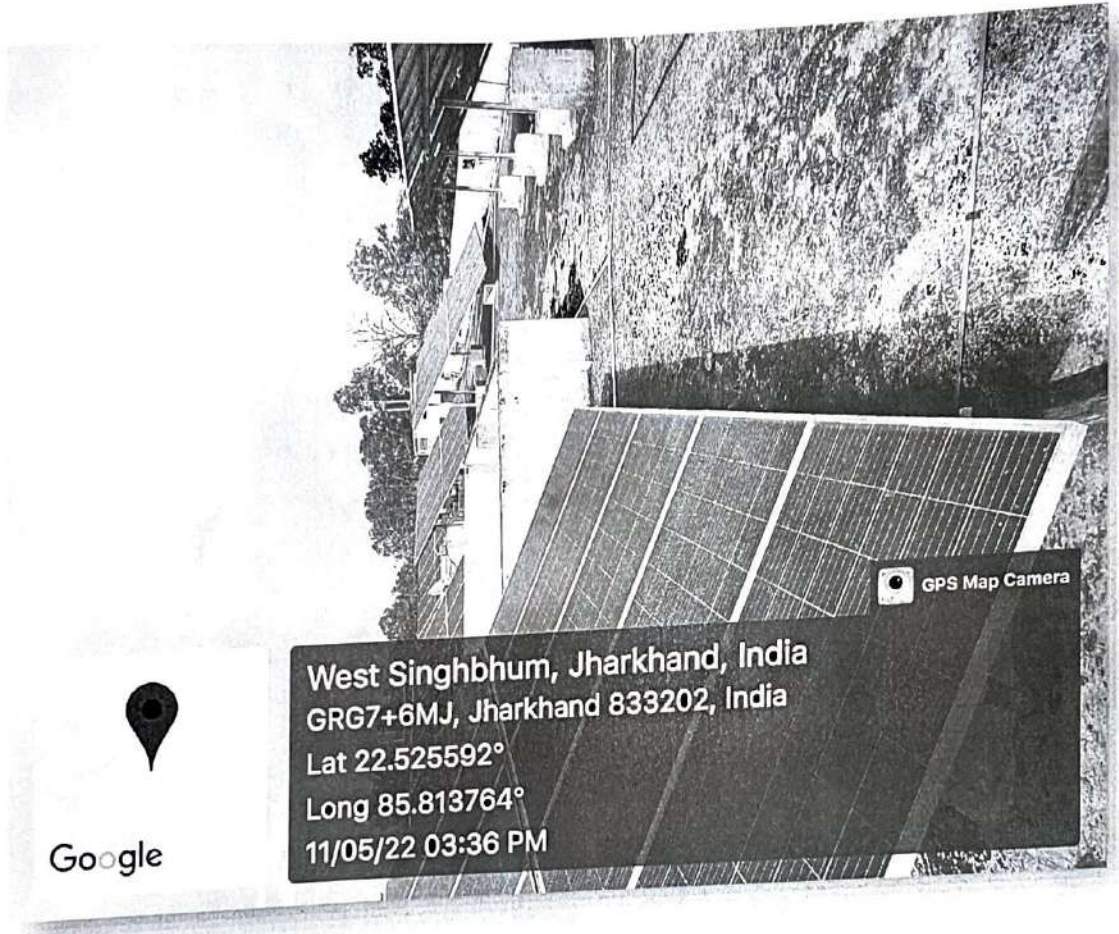 GPS Map Camera
West Singhbhum, Jharkhand, India
GRG7+6MJ, Jharkhand 833202, India
Lat 22.525592°
Long 85.813764°
11/05/22 03:36 PM
Google